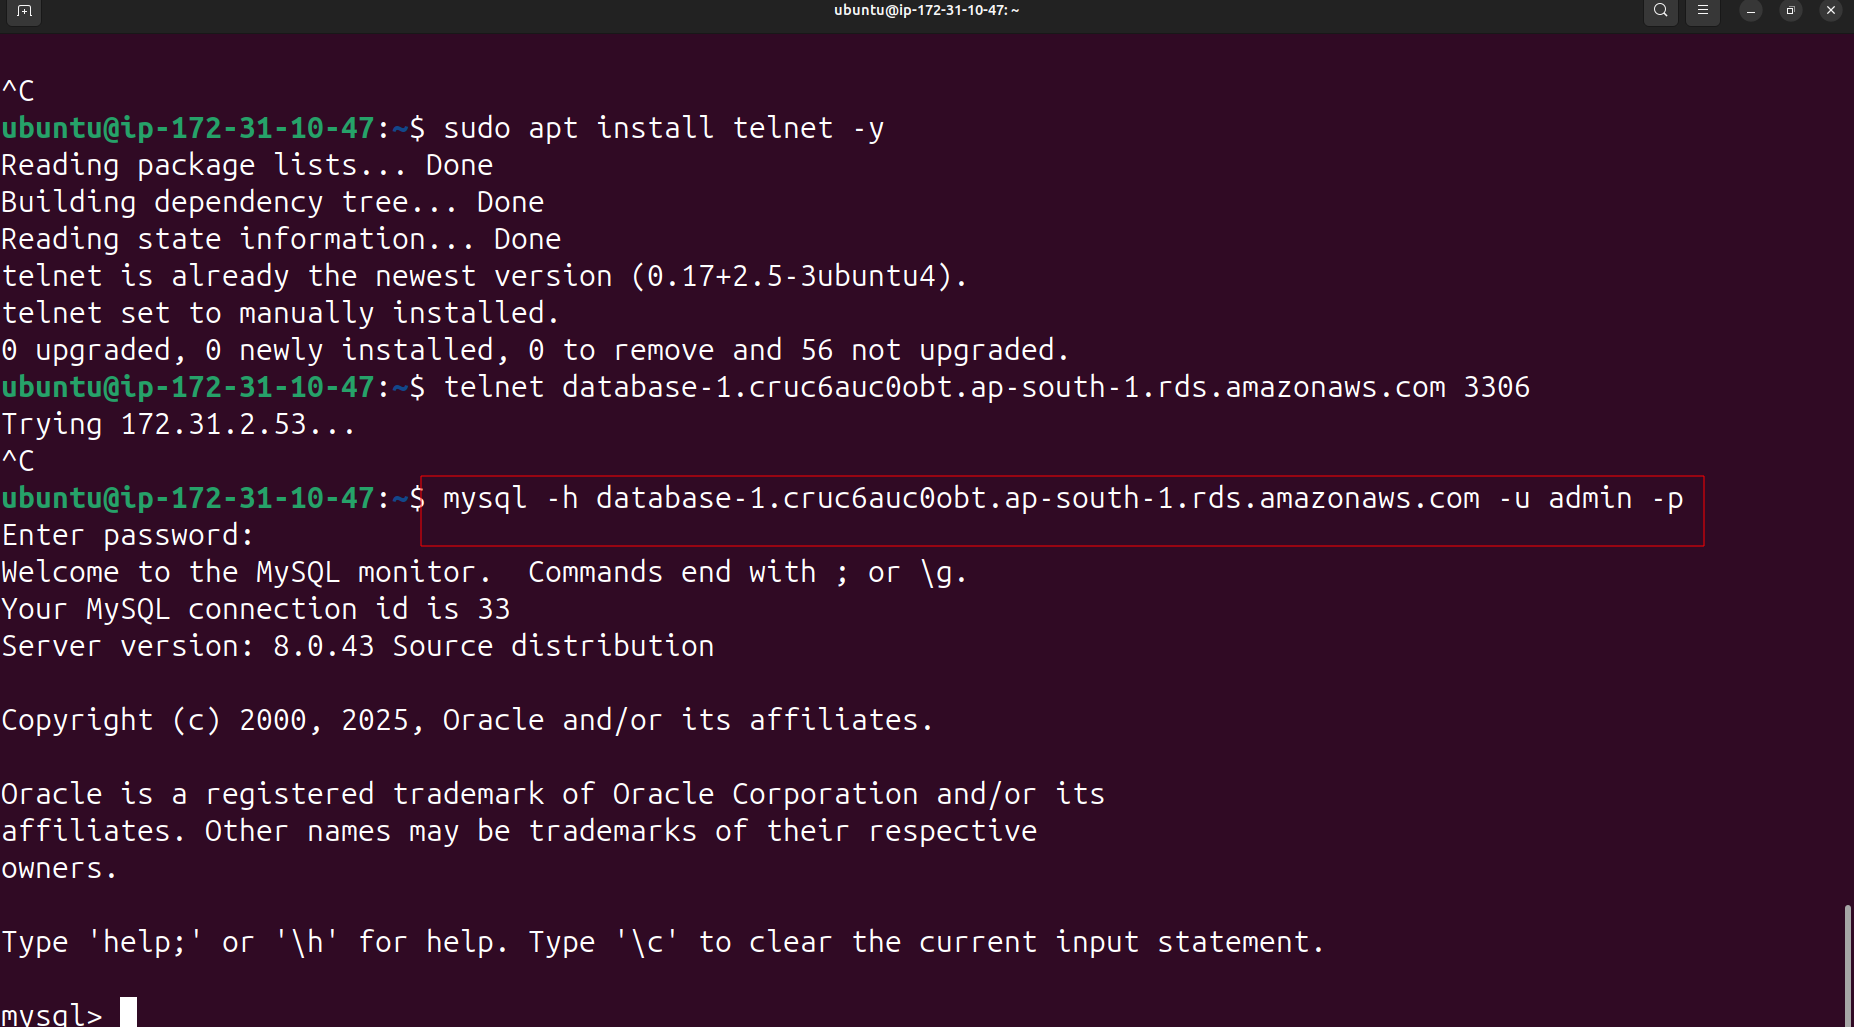 ubuntu@ip-172-31-10-47: ~
^C
ubuntu@ip-172-31-10-47:~$ sudo apt install telnet -y
Reading package lists... Done
Building dependency tree... Done
Reading state information... Done
telnet is already the newest version (0.17+2.5-3ubuntu4).
telnet set to manually installed.
0 upgraded, 0 newly installed, 0 to remove and 56 not upgraded.
ubuntu@ip-172-31-10-47:~$ telnet database-1.cruc6auc0obt.ap-south-1.rds.amazonaws.com 3306
Trying 172.31.2.53...
^C
ubuntu@ip-172-31-10-47:~$ mysql -h database-1.cruc6auc0obt.ap-south-1.rds.amazonaws.com -u admin -p
Enter password:
Welcome to the MySQL monitor.  Commands end with ; or \g.
Your MySQL connection id is 33
Server version: 8.0.43 Source distribution
Copyright (c) 2000, 2025, Oracle and/or its affiliates.
Oracle is a registered trademark of Oracle Corporation and/or its
affiliates. Other names may be trademarks of their respective
owners.
Type 'help;' or '\h' for help. Type '\c' to clear the current input statement.
mysql>